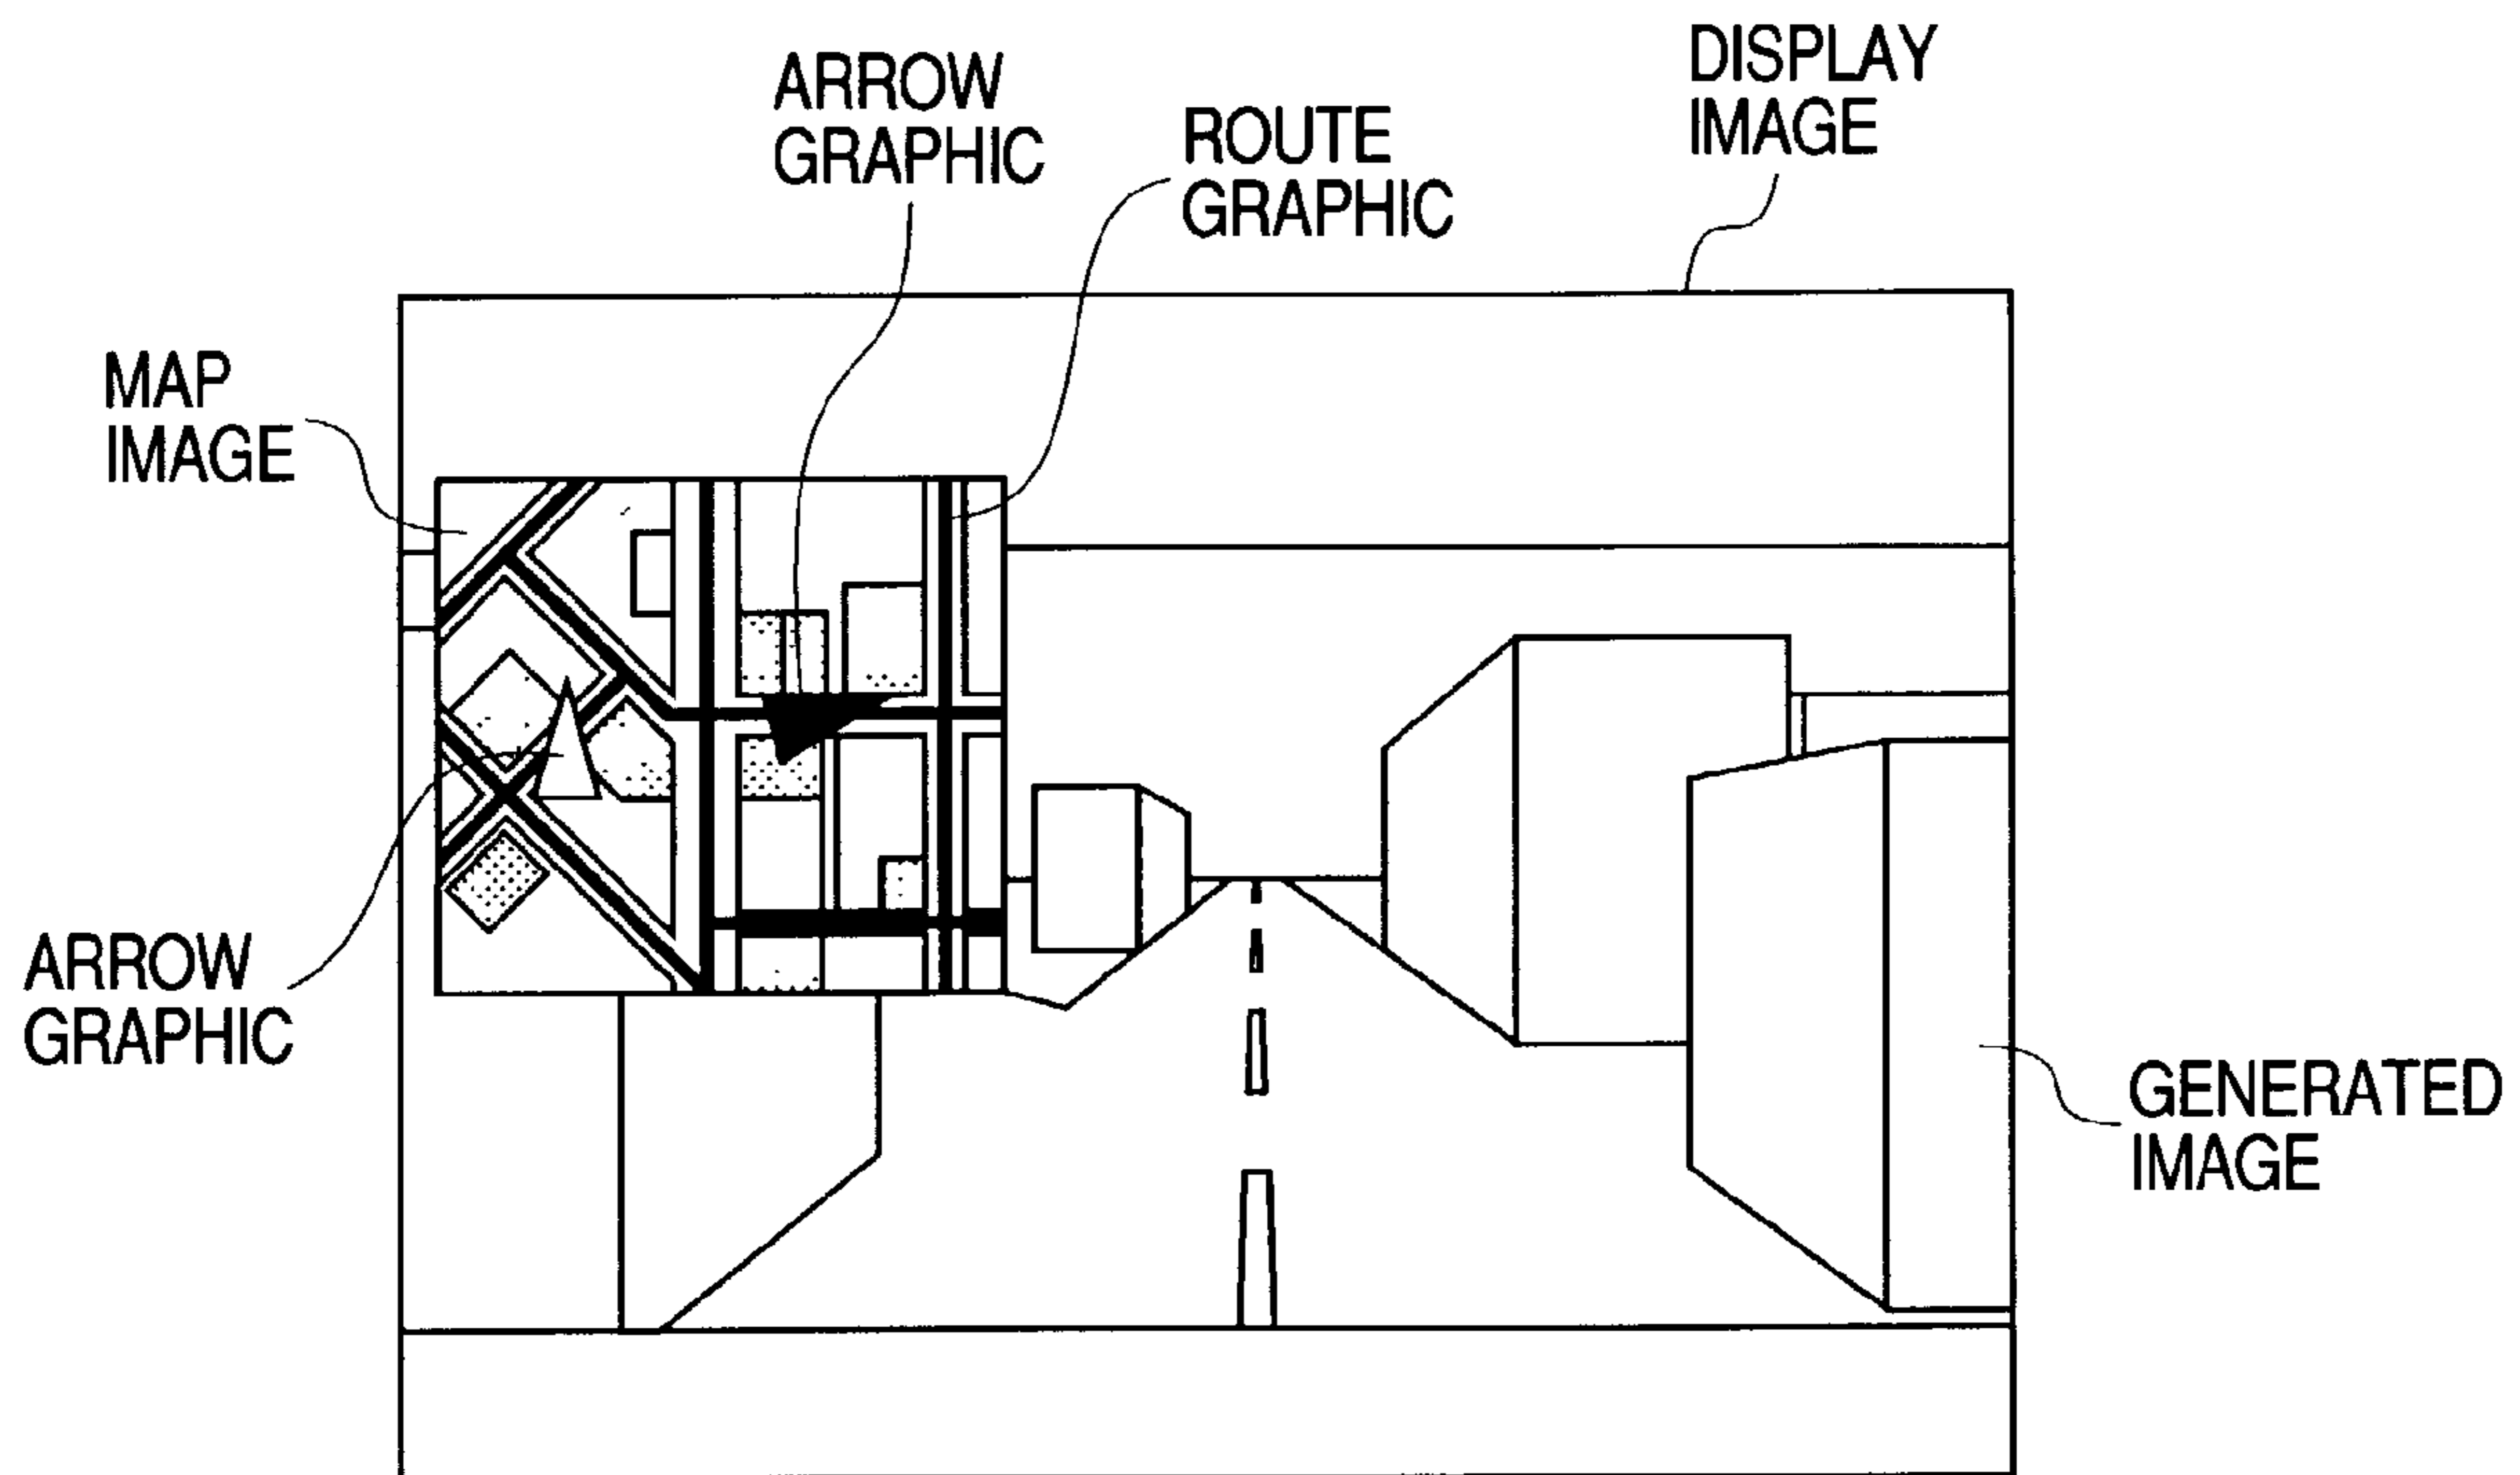 DISPLAY
IMAGE
ARROW
GRAPHIC
ROUTE
GRAPHIC
MAP
IMAGE
ARROW
GRAPHIC
GENERATED
IMAGE